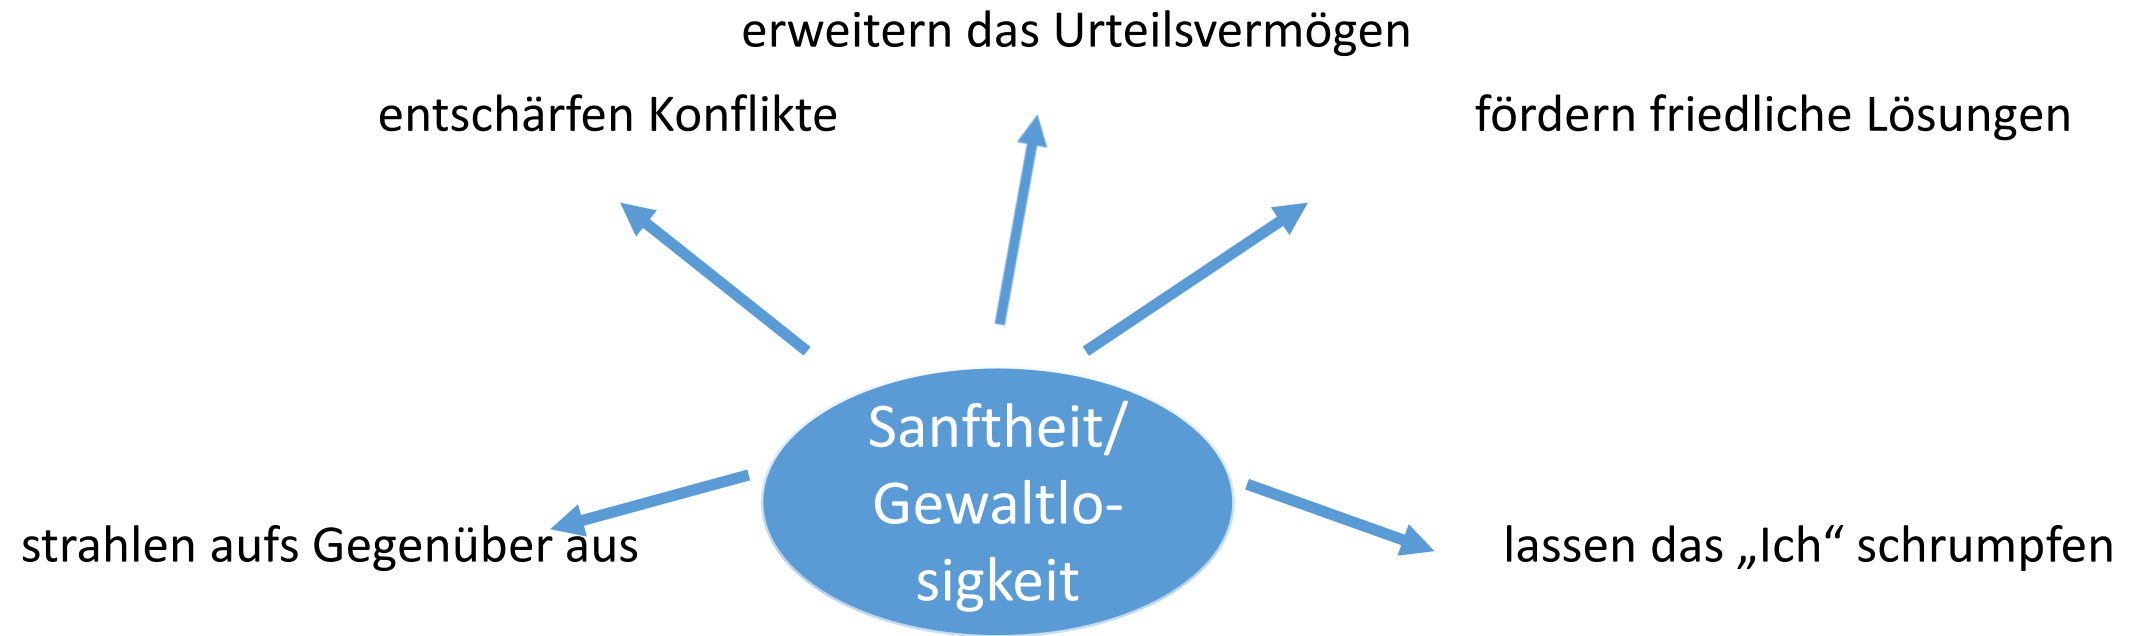 erweitern das Urteilsvermögen
entschärfen Konflikte
fördern friedliche Lösungen
Sanftheit/
Gewaltlo-
sigkeit
strahlen aufs Gegenüber aus
lassen das „Ich“ schrumpfen